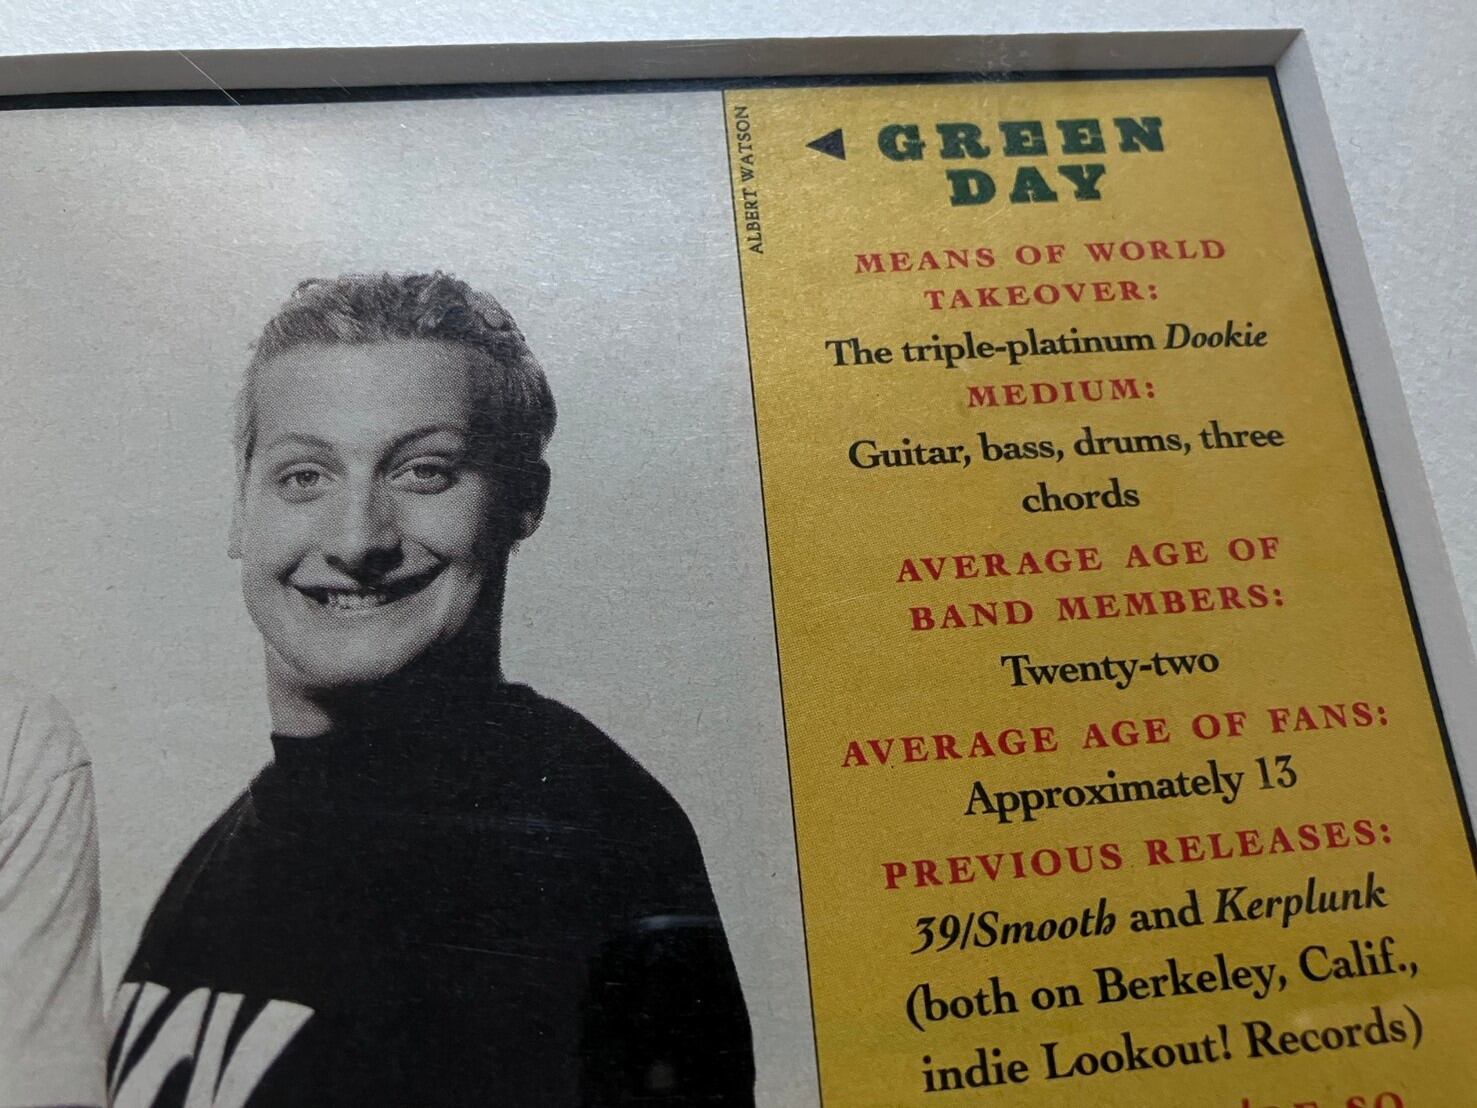 ALBERT WATSON
GREEN
DAY
MEANS OF WORLD
TAKEOVER:
The triple-platinum Dookie
MEDIUM:
Guitar, bass, drums, three
chords
AVERAGE AGE OF
BAND MEMBERS:
Twenty-two
AVERAGE AGE OF FANS:
Approximately 13
PREVIOUS RELEASES:
39/Smooth and Kerplunk
(both on Berkeley, Calif.,
indie Lookout! Records)
SO